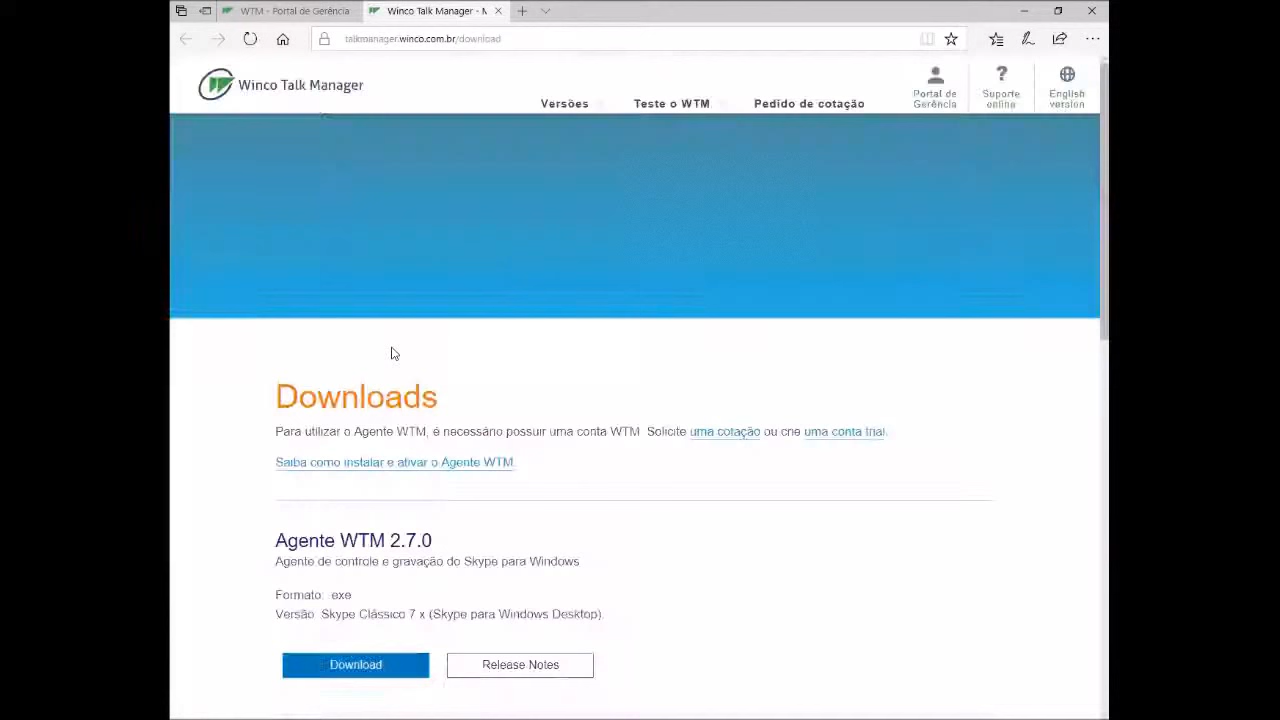 WTM - Portal de Gerência
Winco Talk Manager - M
talkmanager.winco.com.br/download
Winco Talk Manager
Versões
Teste o WTM
Pedido de cotação
Portal de
Gerência
Suporte
online
English
version
Downloads
Para utilizar o Agente WTM, é necessário possuir uma conta WTM. Solicite uma cotação ou crie uma conta trial.
Saiba como instalar e ativar o Agente WTM.
Agente WTM 2.7.0
Agente de controle e gravação do Skype para Windows
Formato: .exe
Versão: Skype Clássico 7.x (Skype para Windows Desktop).
Download
Release Notes